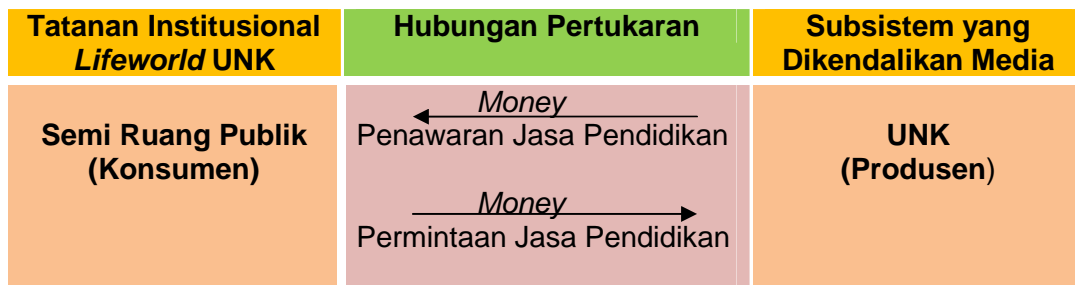 Tatanan Institusional
Lifeworld UNK
Hubungan Pertukaran
Subsistem yang
Dikendalikan Media
Semi Ruang Publik
(Konsumen)
Money
Penawaran Jasa Pendidikan
Money
Permintaan Jasa Pendidikan
UNK
(Produsen)